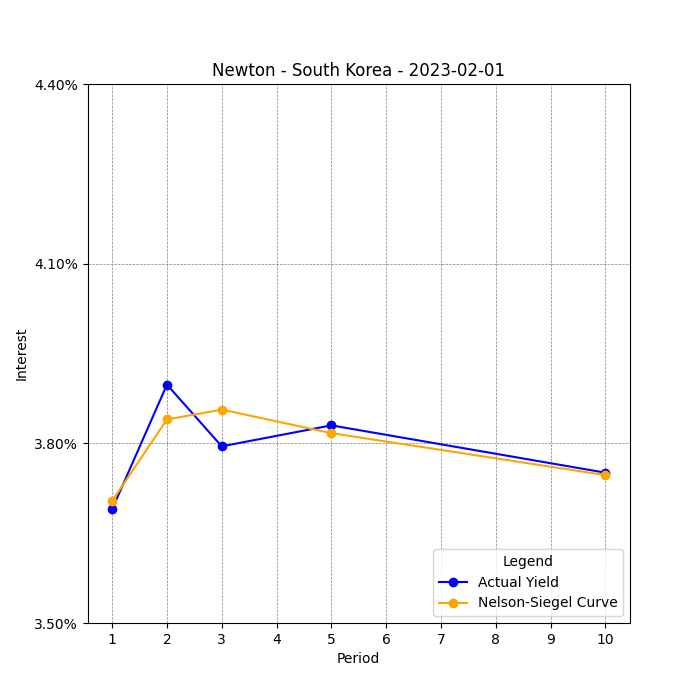 Newton - South Korea - 2023-02-01
4.40%
4.10%
3.80%
3.50%
Interest
1 2 3 4 5 6 7 8 9 10
Period
Legend
Actual Yield
Nelson-Siegel Curve